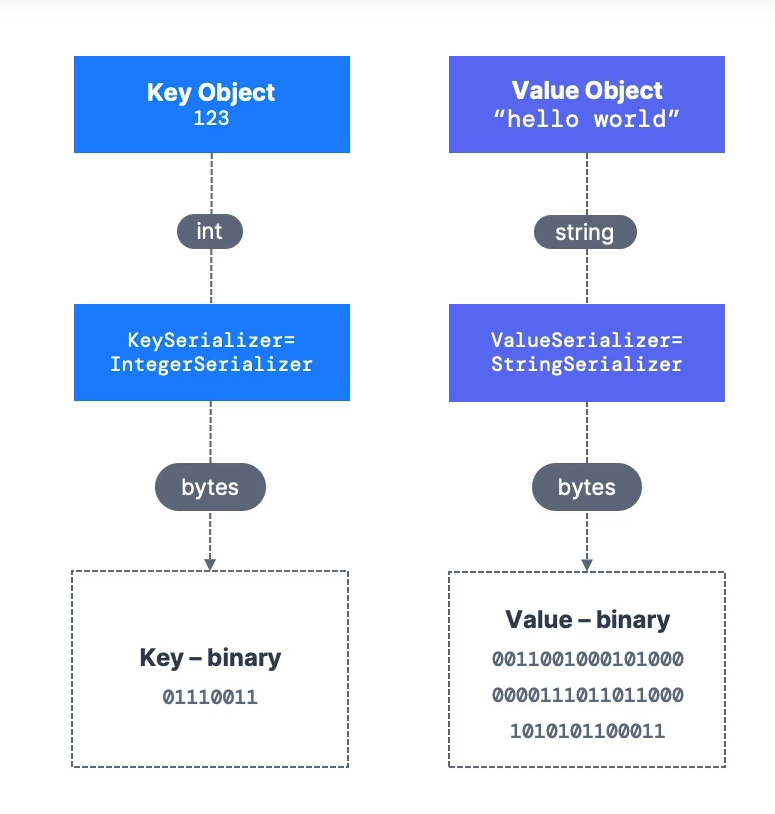 Key Object
123
Value Object
“hello world”
int
string
KeySerializer=
IntegerSerializer
ValueSerializer=
StringSerializer
bytes
bytes
Key – binary
01110011
Value – binary
0011001000101000
0000111011011000
1010101100011